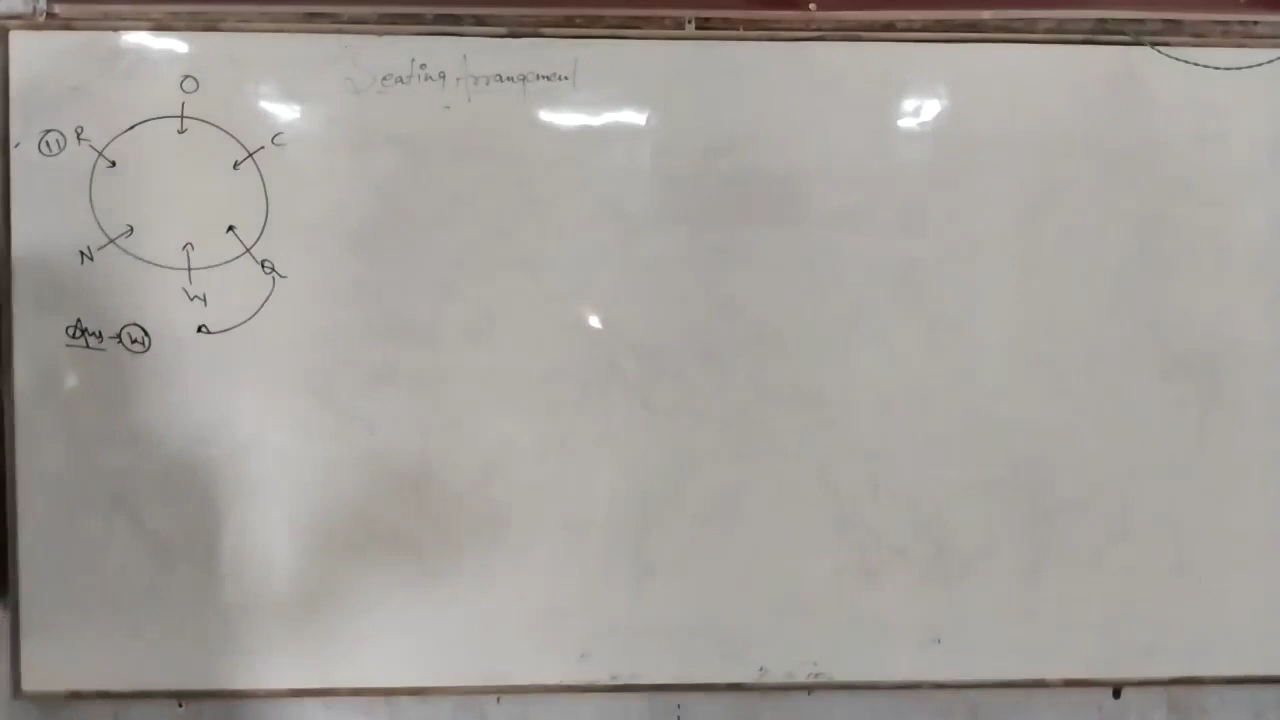 Seating Arrangement
O
11 R C
N Q
W
Ans → W